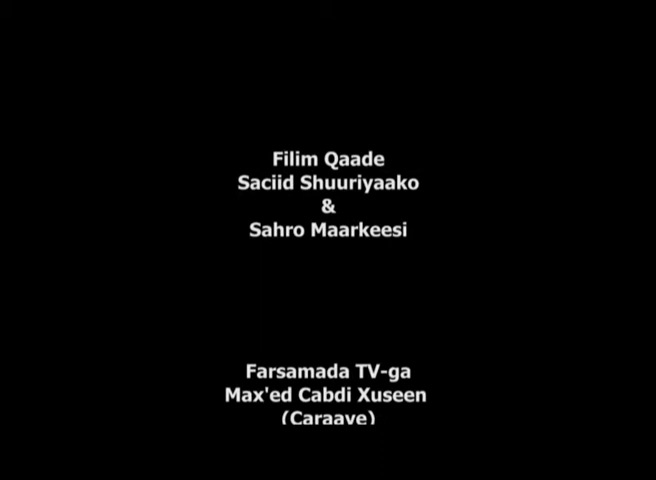 Filim Qaade
Saciid Shuuriyaako
&
Sahro Maarkeesi
Farsamada TV-ga
Max'ed Cabdi Xuseen
(Caraave)